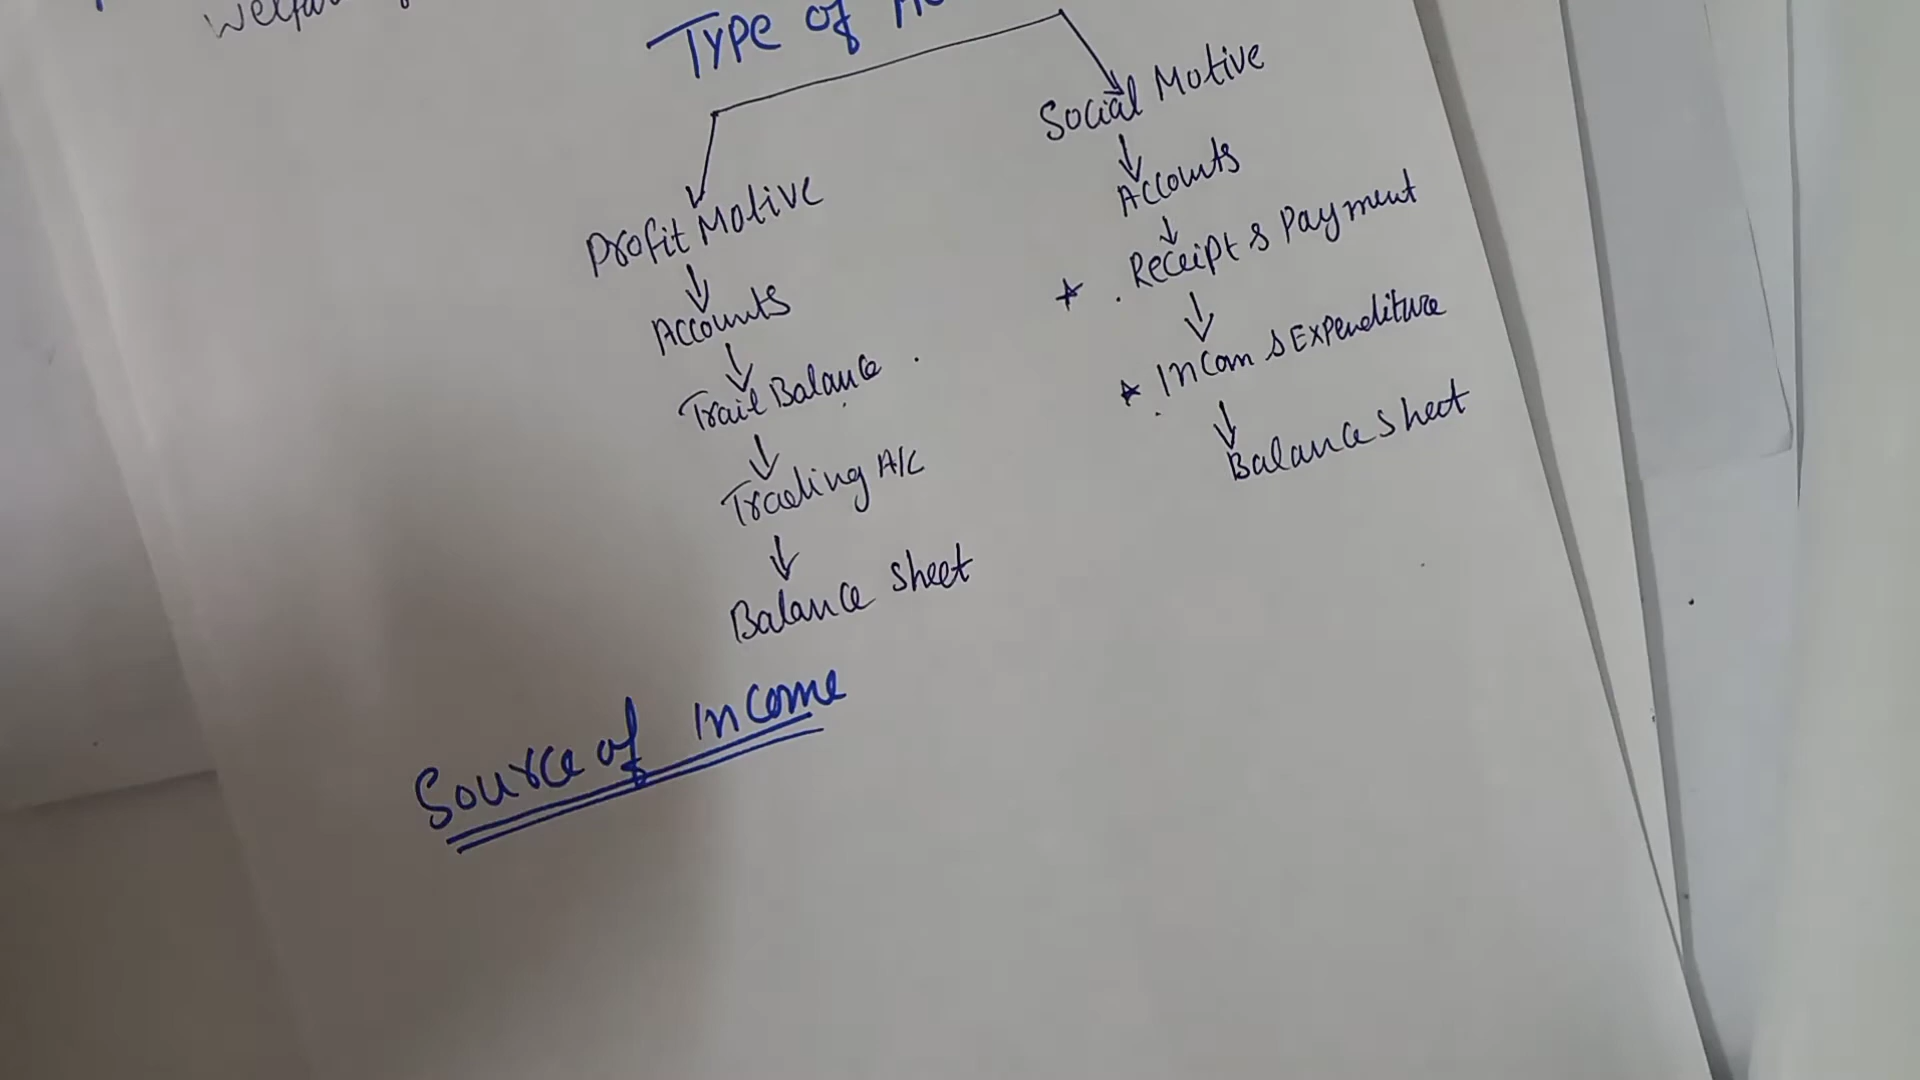 Type of
Social Motive
Accounts
Receipt & Payment
Incom & Expenditure
Balance sheet
Profit Motive
Accounts
Trail Balance
Trading A/C
Balance sheet
Source of Income